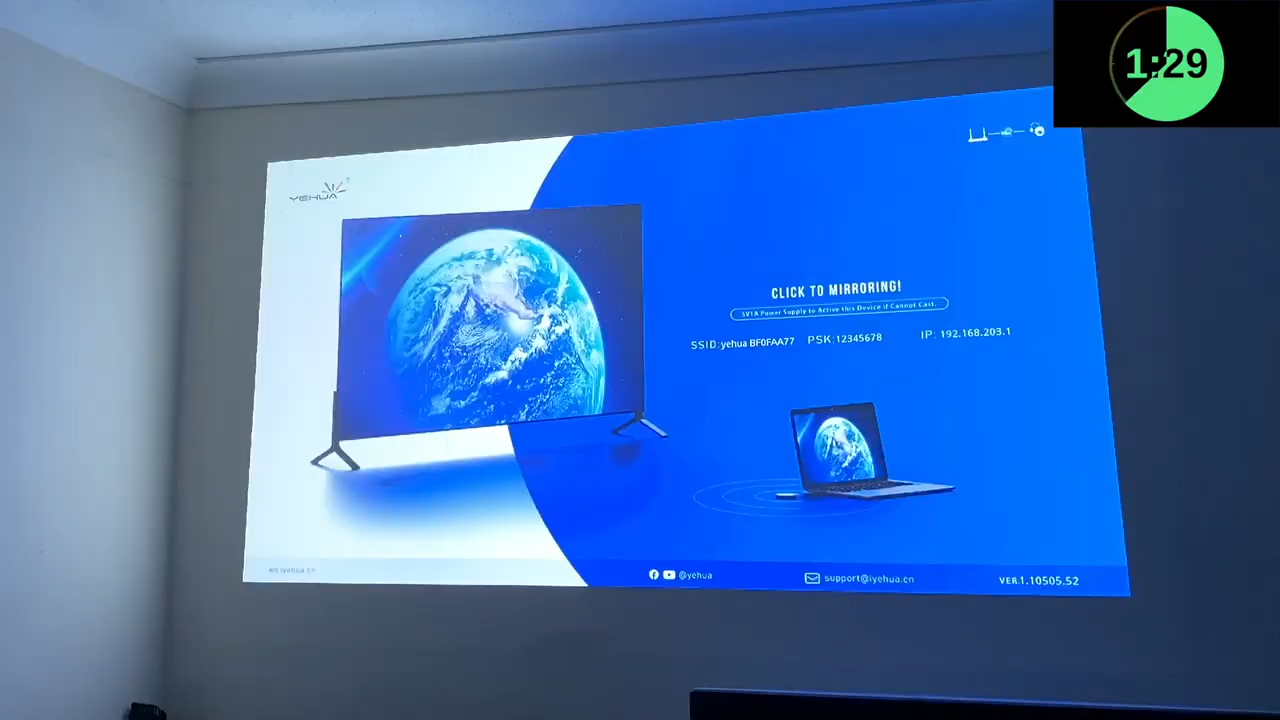 1:29
YEHUA
CLICK TO MIRRORING!
5V1A Power Supply to Active this Device if Cannot Cast.
SSID:yehua BF0FAA77 PSK:12345678 IP: 192.168.203.1
@yehua
support@iyehua.cn
VER.1.10505.52